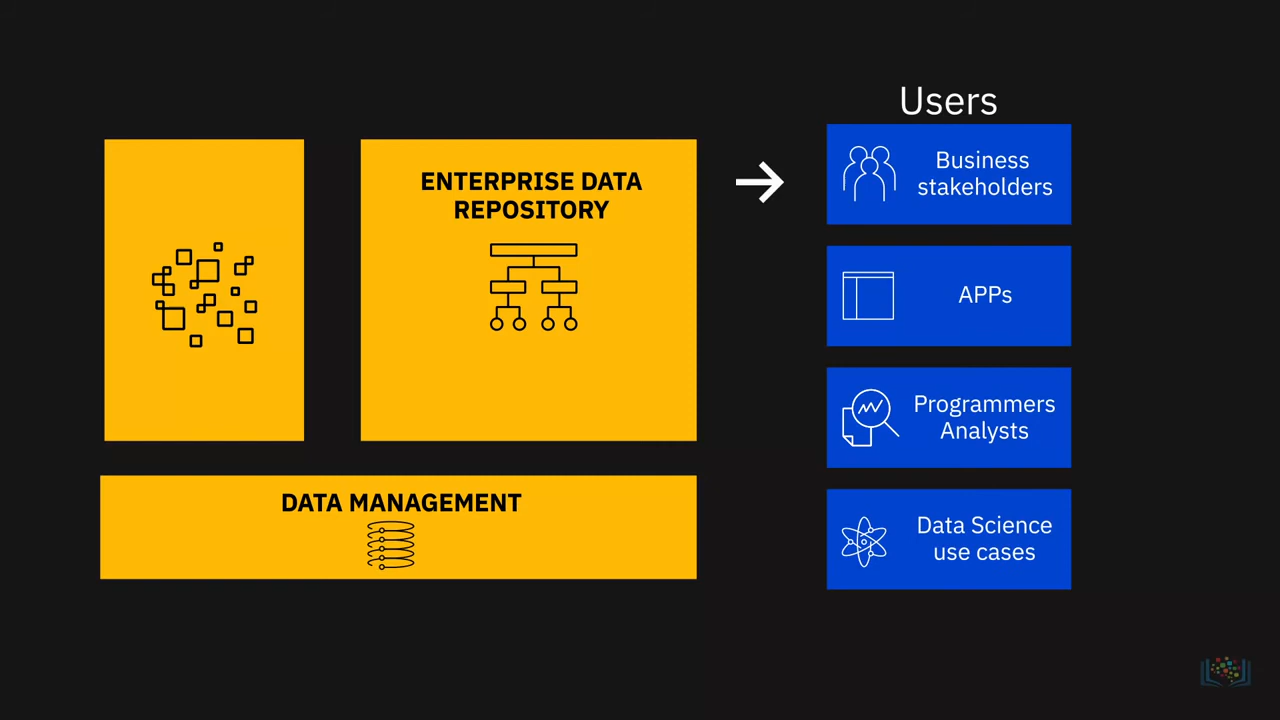 Users
ENTERPRISE DATA
REPOSITORY
Business
stakeholders
APPs
Programmers
Analysts
DATA MANAGEMENT
Data Science
use cases